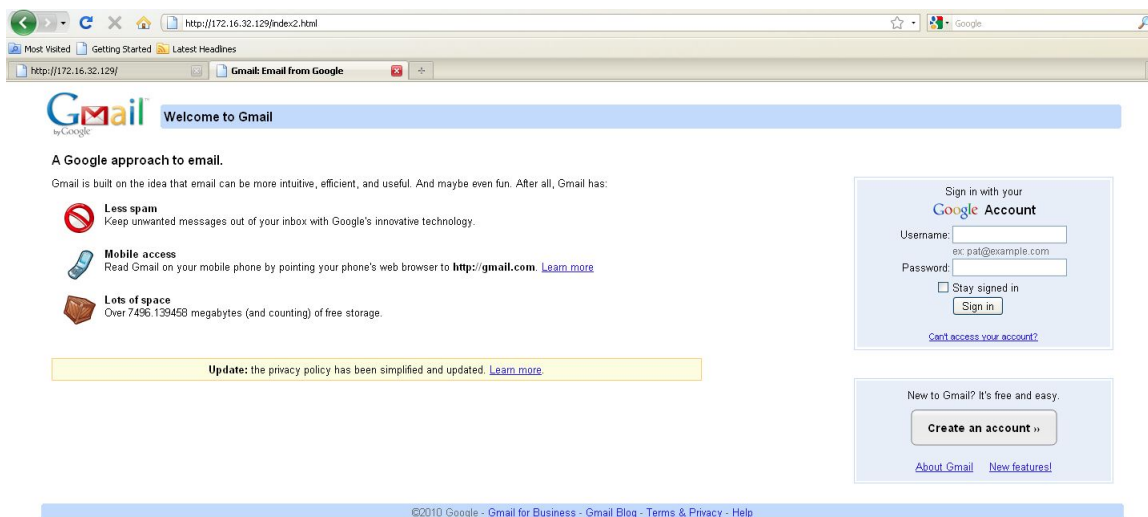 http://172.16.32.129/index2.html
Google
Most Visited Getting Started Latest Headlines
http://172.16.32.129/ Gmail: Email from Google
Gmail
by Google
Welcome to Gmail
A Google approach to email.
Gmail is built on the idea that email can be more intuitive, efficient, and useful. And maybe even fun. After all, Gmail has:
Less spam
Keep unwanted messages out of your inbox with Google's innovative technology.
Mobile access
Read Gmail on your mobile phone by pointing your phone's web browser to http://gmail.com. Learn more
Lots of space
Over 7496.139458 megabytes (and counting) of free storage.
Update: the privacy policy has been simplified and updated. Learn more.
Sign in with your
Google Account
Username:
ex: pat@example.com
Password:
Stay signed in
Sign in
Can't access your account?
New to Gmail? It's free and easy.
Create an account »
About Gmail New features!
©2010 Google - Gmail for Business - Gmail Blog - Terms & Privacy - Help